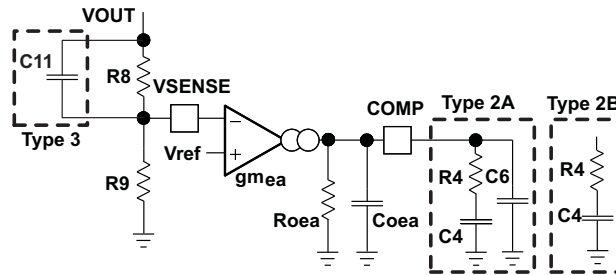 VOUT
C11
R8
VSENSE
Type 3
Vref
−
+
gmea
R9
COMP
Roea
Coea
Type 2A
R4
C6
C4
Type 2B
R4
C4